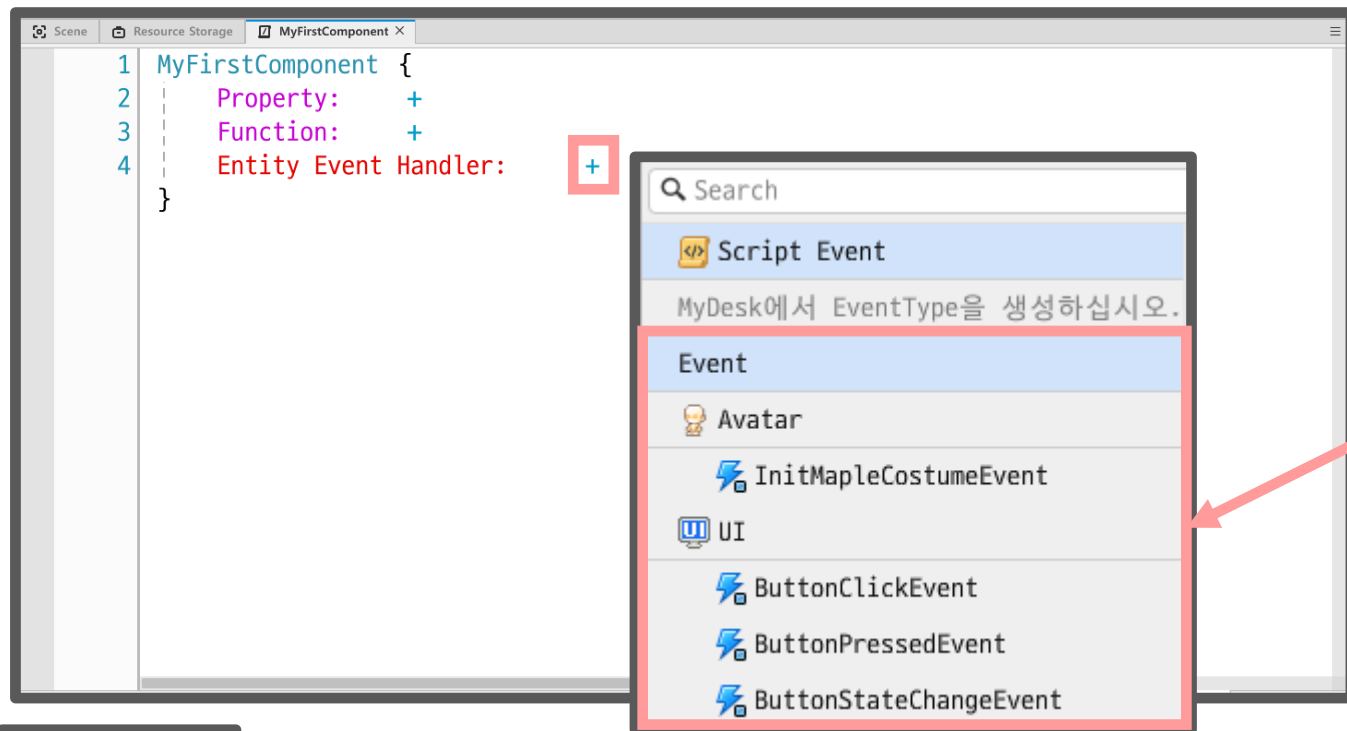 Scene Resource Storage MyFirstComponent ×
1 MyFirstComponent {
2 Property: +
3 Function: +
4 Entity Event Handler: +
}
Search
Script Event
MyDesk에서 EventType을 생성하십시오.
Event
Avatar
InitMapleCostumeEvent
UI UI
ButtonClickEvent
ButtonPressedEvent
ButtonStateChangeEvent